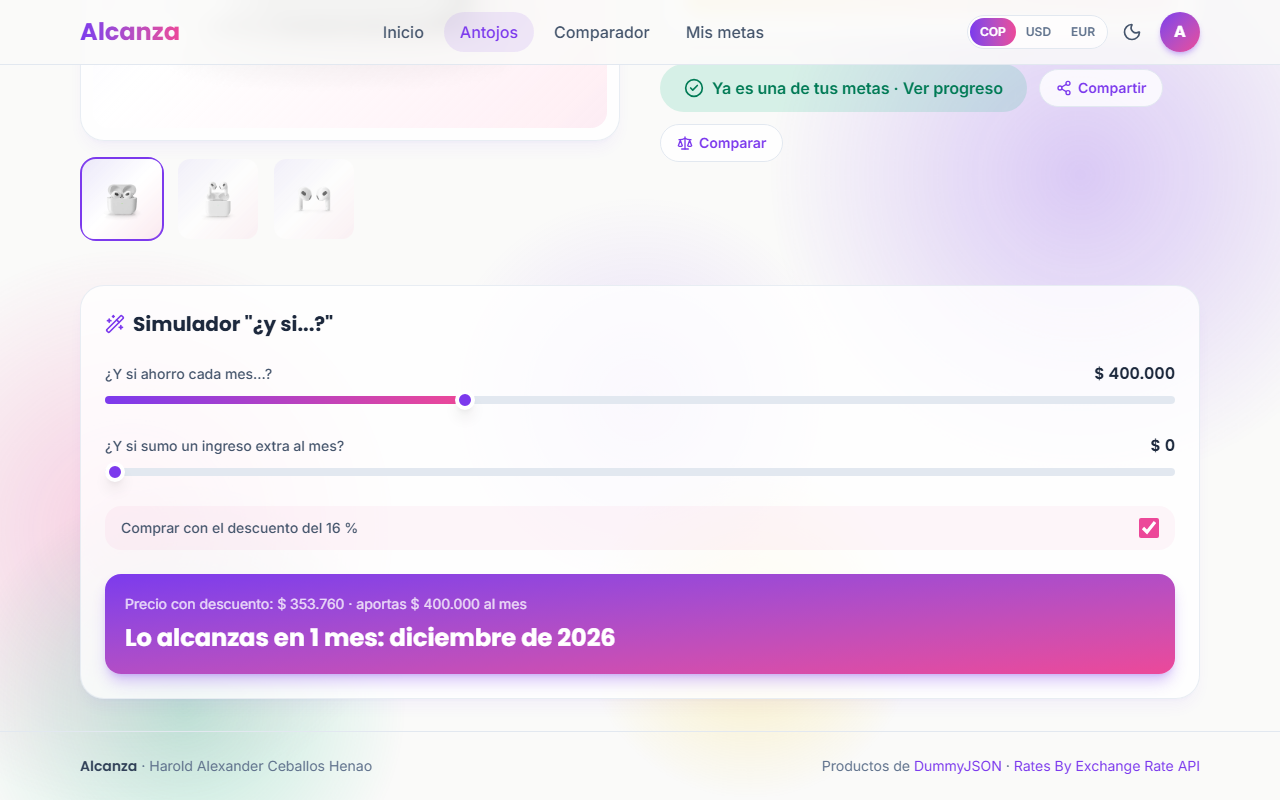 Alcanza
Inicio
Antojos
Comparador
Mis metas
COP
USD
EUR
A
Ya es una de tus metas · Ver progreso
Compartir
Comparar
Simulador "¿y si...?"
¿Y si ahorro cada mes...?
$ 400.000
¿Y si sumo un ingreso extra al mes?
$ 0
Comprar con el descuento del 16 %
Precio con descuento: $ 353.760 · aportas $ 400.000 al mes
Lo alcanzas en 1 mes: diciembre de 2026
Alcanza · Harold Alexander Ceballos Henao
Productos de DummyJSON · Rates By Exchange Rate API